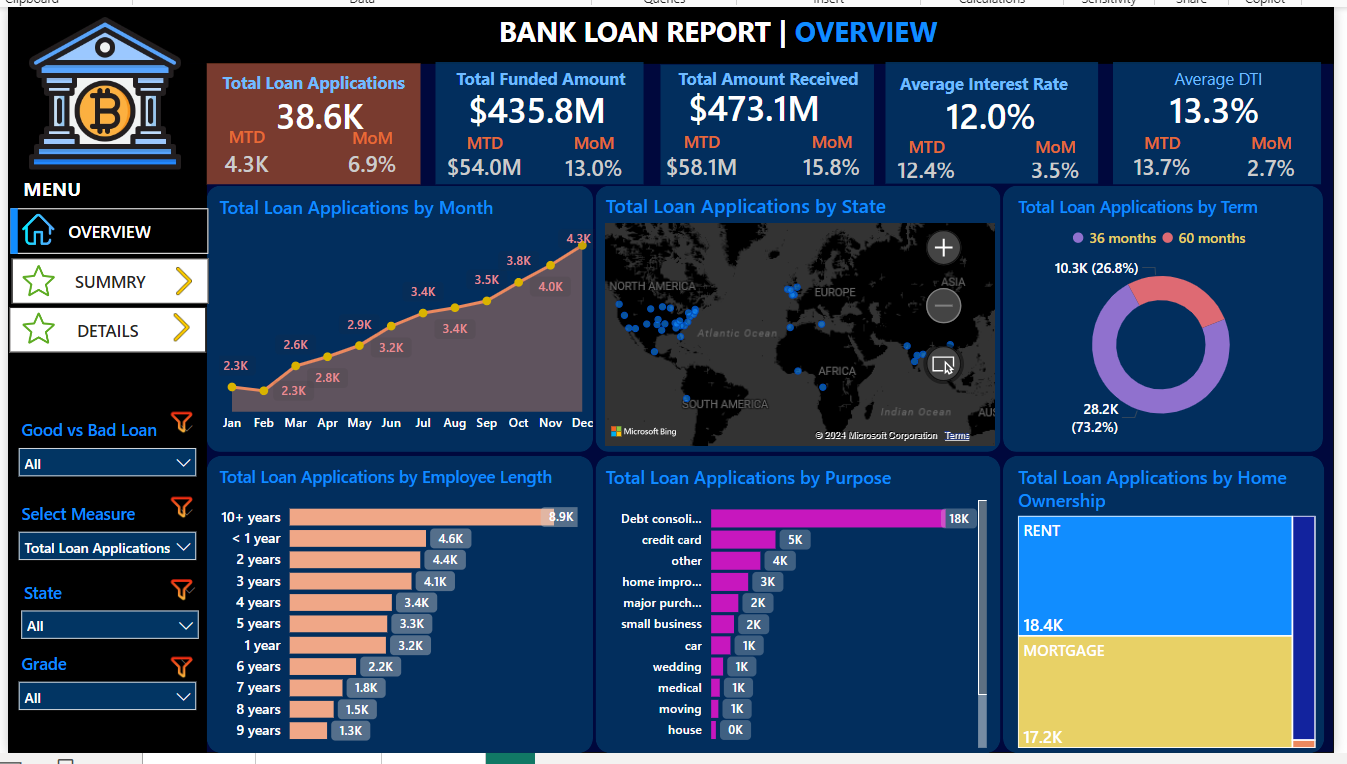 Clipboard
Data
Queries
Insert
Calculations
Sensitivity
Share
Copilot
BANK LOAN REPORT | OVERVIEW
Total Loan Applications
38.6K
MTD
MoM
4.3K
6.9%
Total Funded Amount
$435.8M
MTD
MoM
$54.0M
13.0%
Total Amount Received
$473.1M
MTD
MoM
$58.1M
15.8%
Average Interest Rate
12.0%
MTD
MoM
12.4%
3.5%
Average DTI
13.3%
MTD
MoM
13.7%
2.7%
MENU
OVERVIEW
SUMMRY
DETAILS
Good vs Bad Loan
All
Select Measure
Total Loan Applications
State
All
Grade
All
Total Loan Applications by Month
2.3K
2.3K
2.6K
2.8K
2.9K
3.2K
3.4K
3.4K
3.5K
3.8K
4.0K
4.3K
Jan Feb Mar Apr May Jun Jul Aug Sep Oct Nov Dec
Total Loan Applications by State
NORTH AMERICA
EUROPE
ASIA
Atlantic Ocean
AFRICA
SOUTH AMERICA
Indian Ocean
AUS
Microsoft Bing
© 2024 Microsoft Corporation Terms
Total Loan Applications by Term
36 months 60 months
10.3K (26.8%)
28.2K
(73.2%)
Total Loan Applications by Employee Length
10+ years 8.9K
< 1 year 4.6K
2 years 4.4K
3 years 4.1K
4 years 3.4K
5 years 3.3K
1 year 3.2K
6 years 2.2K
7 years 1.8K
8 years 1.5K
9 years 1.3K
Total Loan Applications by Purpose
Debt consoli... 18K
credit card 5K
other 4K
home impro... 3K
major purch... 2K
small business 2K
car 1K
wedding 1K
medical 1K
moving 1K
house 0K
Total Loan Applications by Home
Ownership
RENT
18.4K
MORTGAGE
17.2K